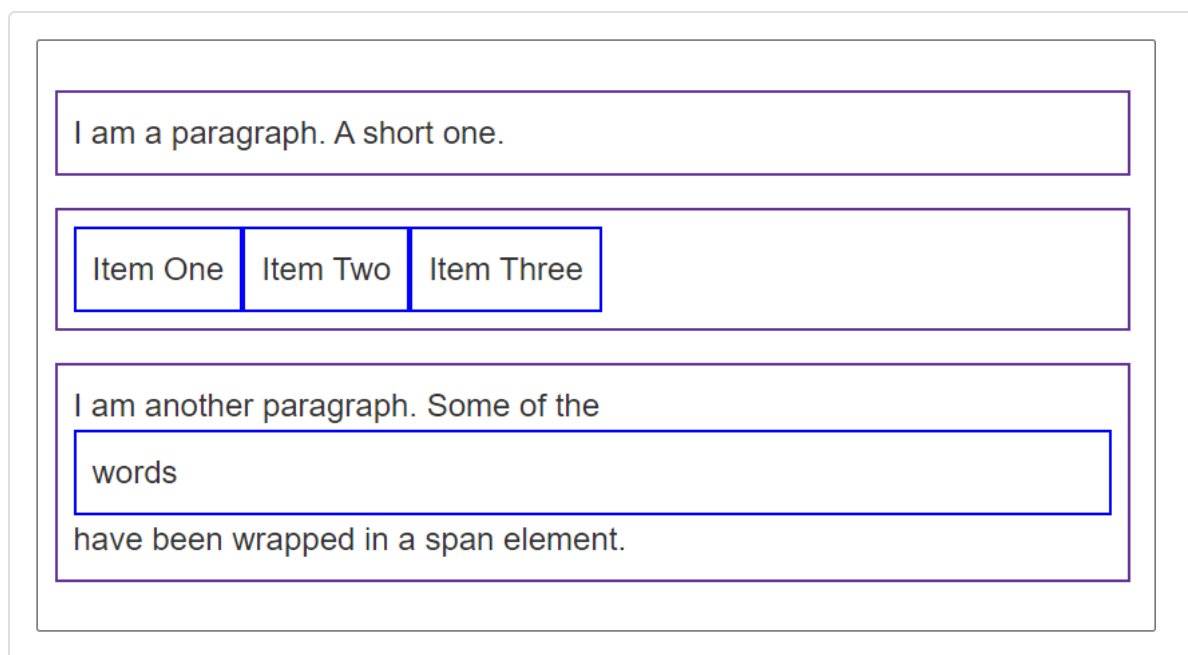 I am a paragraph. A short one.
Item One Item Two Item Three
I am another paragraph. Some of the
words
have been wrapped in a span element.